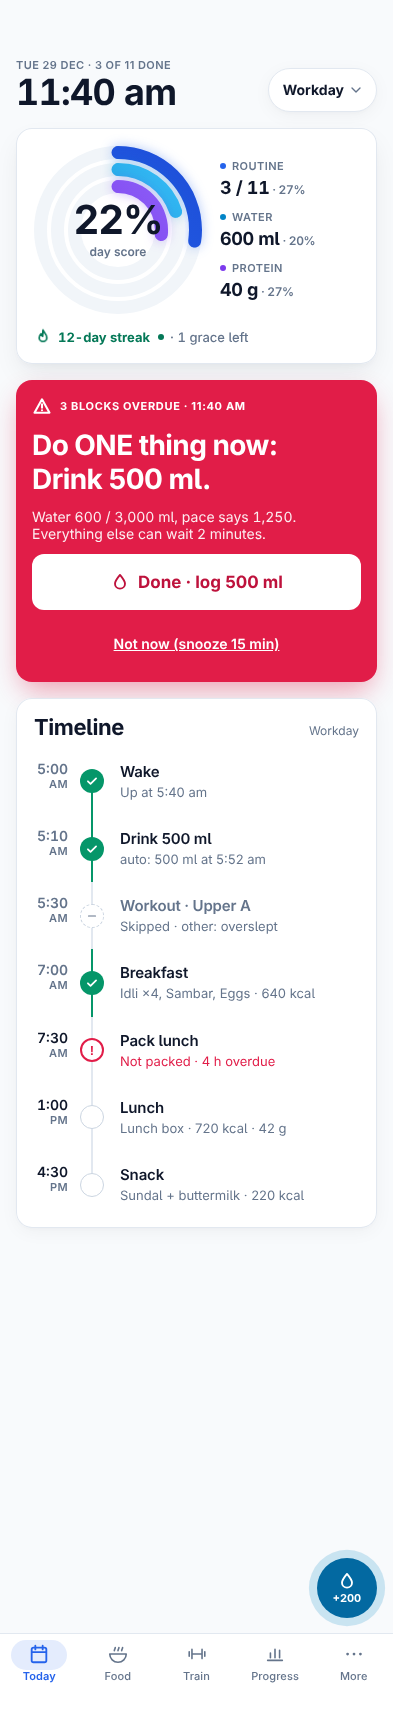 TUE 29 DEC · 3 OF 11 DONE
11:40 am
Workday
22%
day score
ROUTINE
3 / 11 · 27%
WATER
600 ml · 20%
PROTEIN
40 g · 27%
12-day streak · 1 grace left
3 BLOCKS OVERDUE · 11:40 AM
Do ONE thing now:
Drink 500 ml.
Water 600 / 3,000 ml, pace says 1,250.
Everything else can wait 2 minutes.
Done · log 500 ml
Not now (snooze 15 min)
Timeline
Workday
5:00 AM
Wake
Up at 5:40 am
5:10 AM
Drink 500 ml
auto: 500 ml at 5:52 am
5:30 AM
Workout · Upper A
Skipped · other: overslept
7:00 AM
Breakfast
Idli ×4, Sambar, Eggs · 640 kcal
7:30 AM
Pack lunch
Not packed · 4 h overdue
1:00 PM
Lunch
Lunch box · 720 kcal · 42 g
4:30 PM
Snack
Sundal + buttermilk · 220 kcal
+200
Today
Food
Train
Progress
More